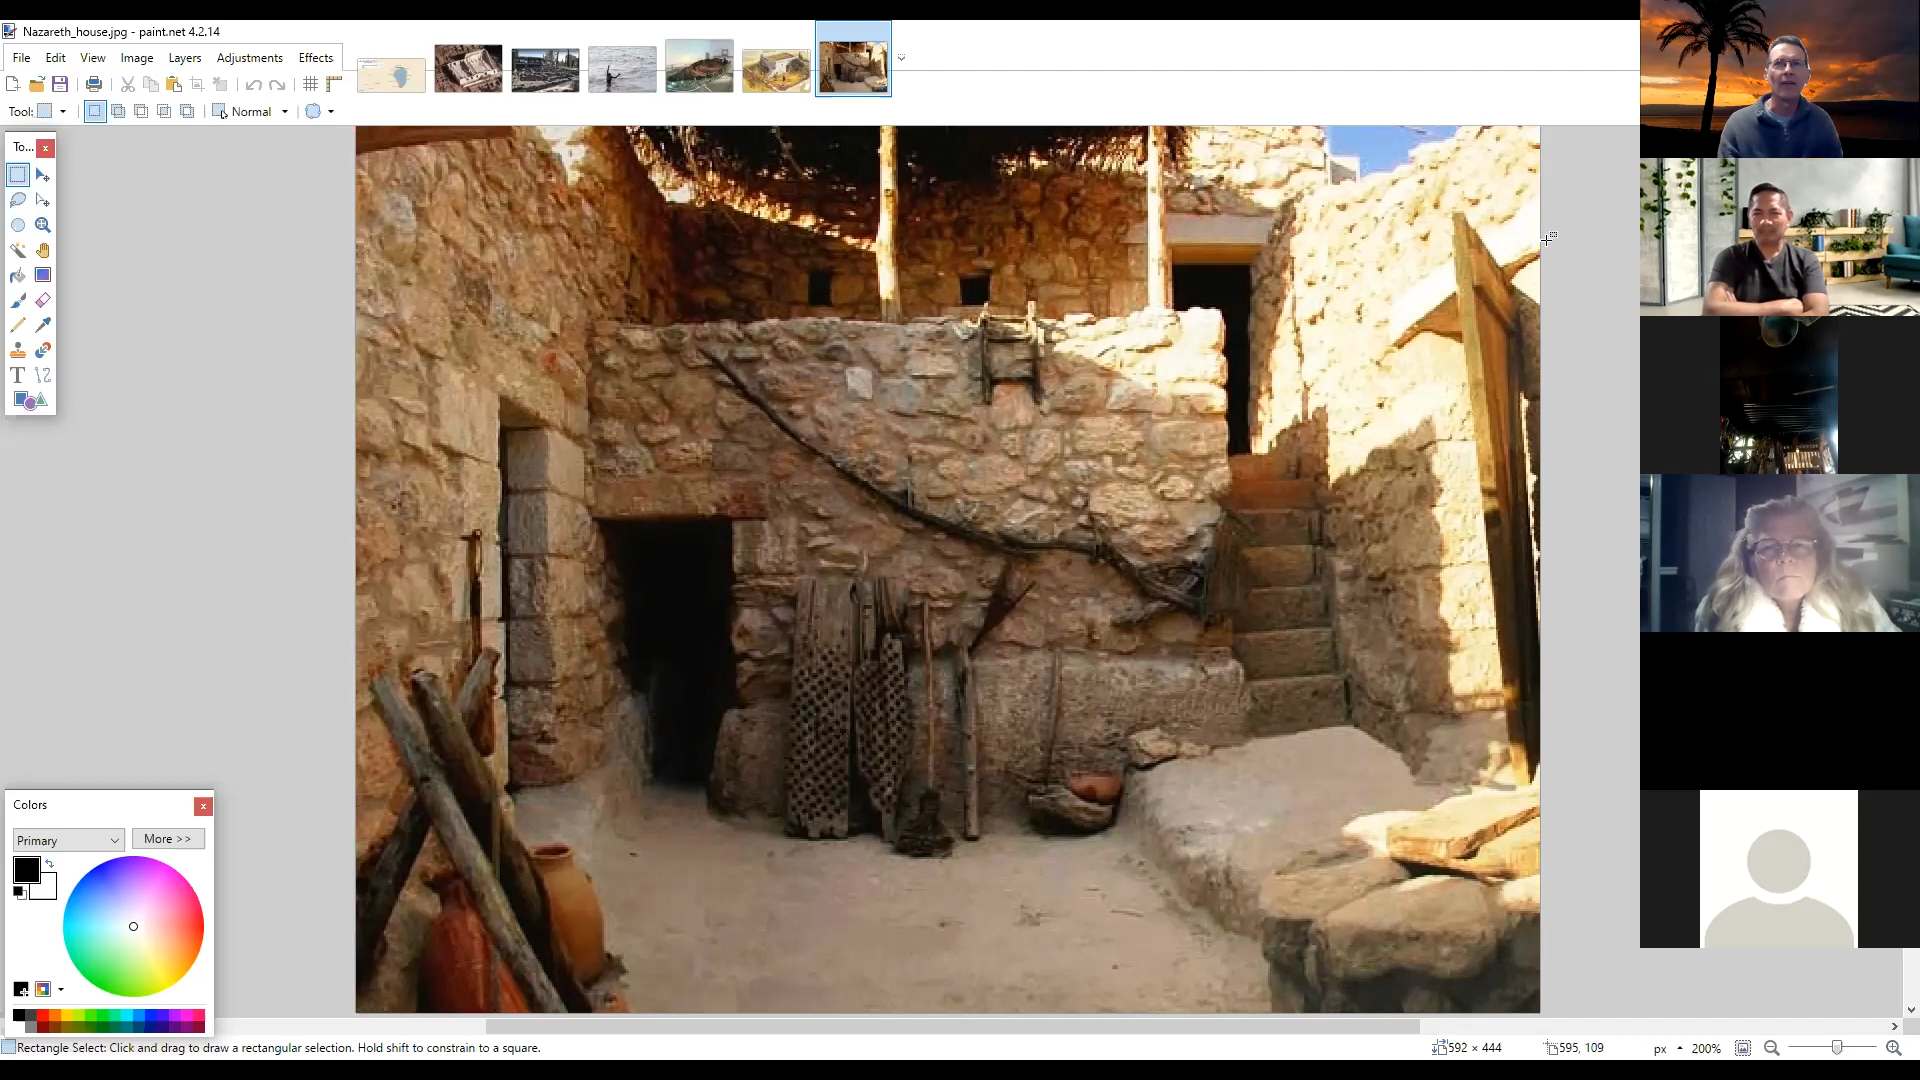 Nazareth_house.jpg - paint.net 4.2.14
File Edit View Image Layers Adjustments Effects
Tool: Normal
To...
T
Colors
Primary More >>
Rectangle Select: Click and drag to draw a rectangular selection. Hold shift to constrain to a square. 592 × 444 595, 109 px 200%